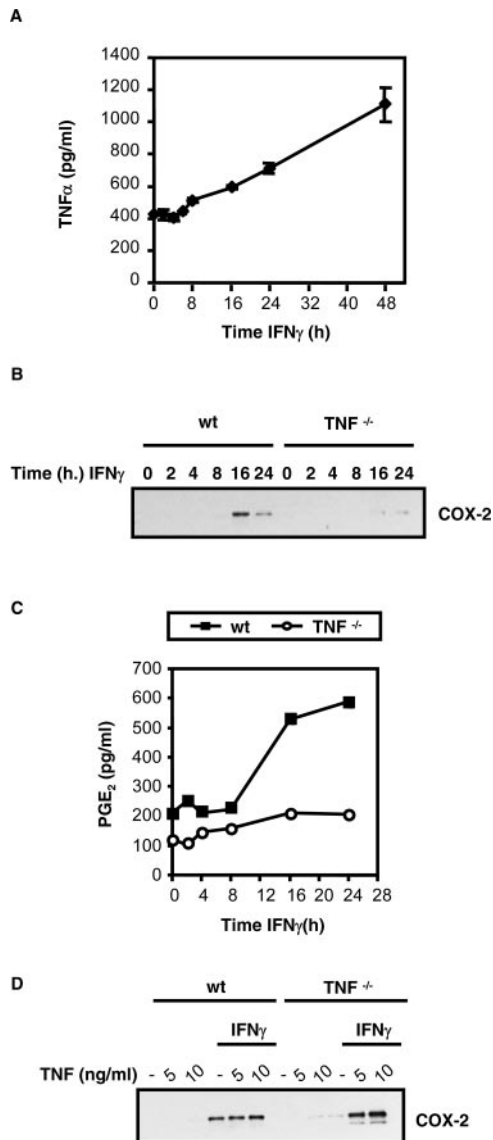 A
1400
1200
1000
800
600
400
200
0
TNFα (pg/ml)
0 8 16 24 32 40 48
Time IFNγ (h)
B
wt TNF -/-
Time (h.) IFNγ 0 2 4 8 16 24 0 2 4 8 16 24
COX-2
C
wt TNF -/-
700
600
500
400
300
200
100
0
PGE2 (pg/ml)
0 4 8 12 16 20 24 28
Time IFNγ(h)
D
wt TNF -/-
IFNγ IFNγ
TNF (ng/ml) - 5 10 - 5 10 - 5 10 - 5 10
COX-2